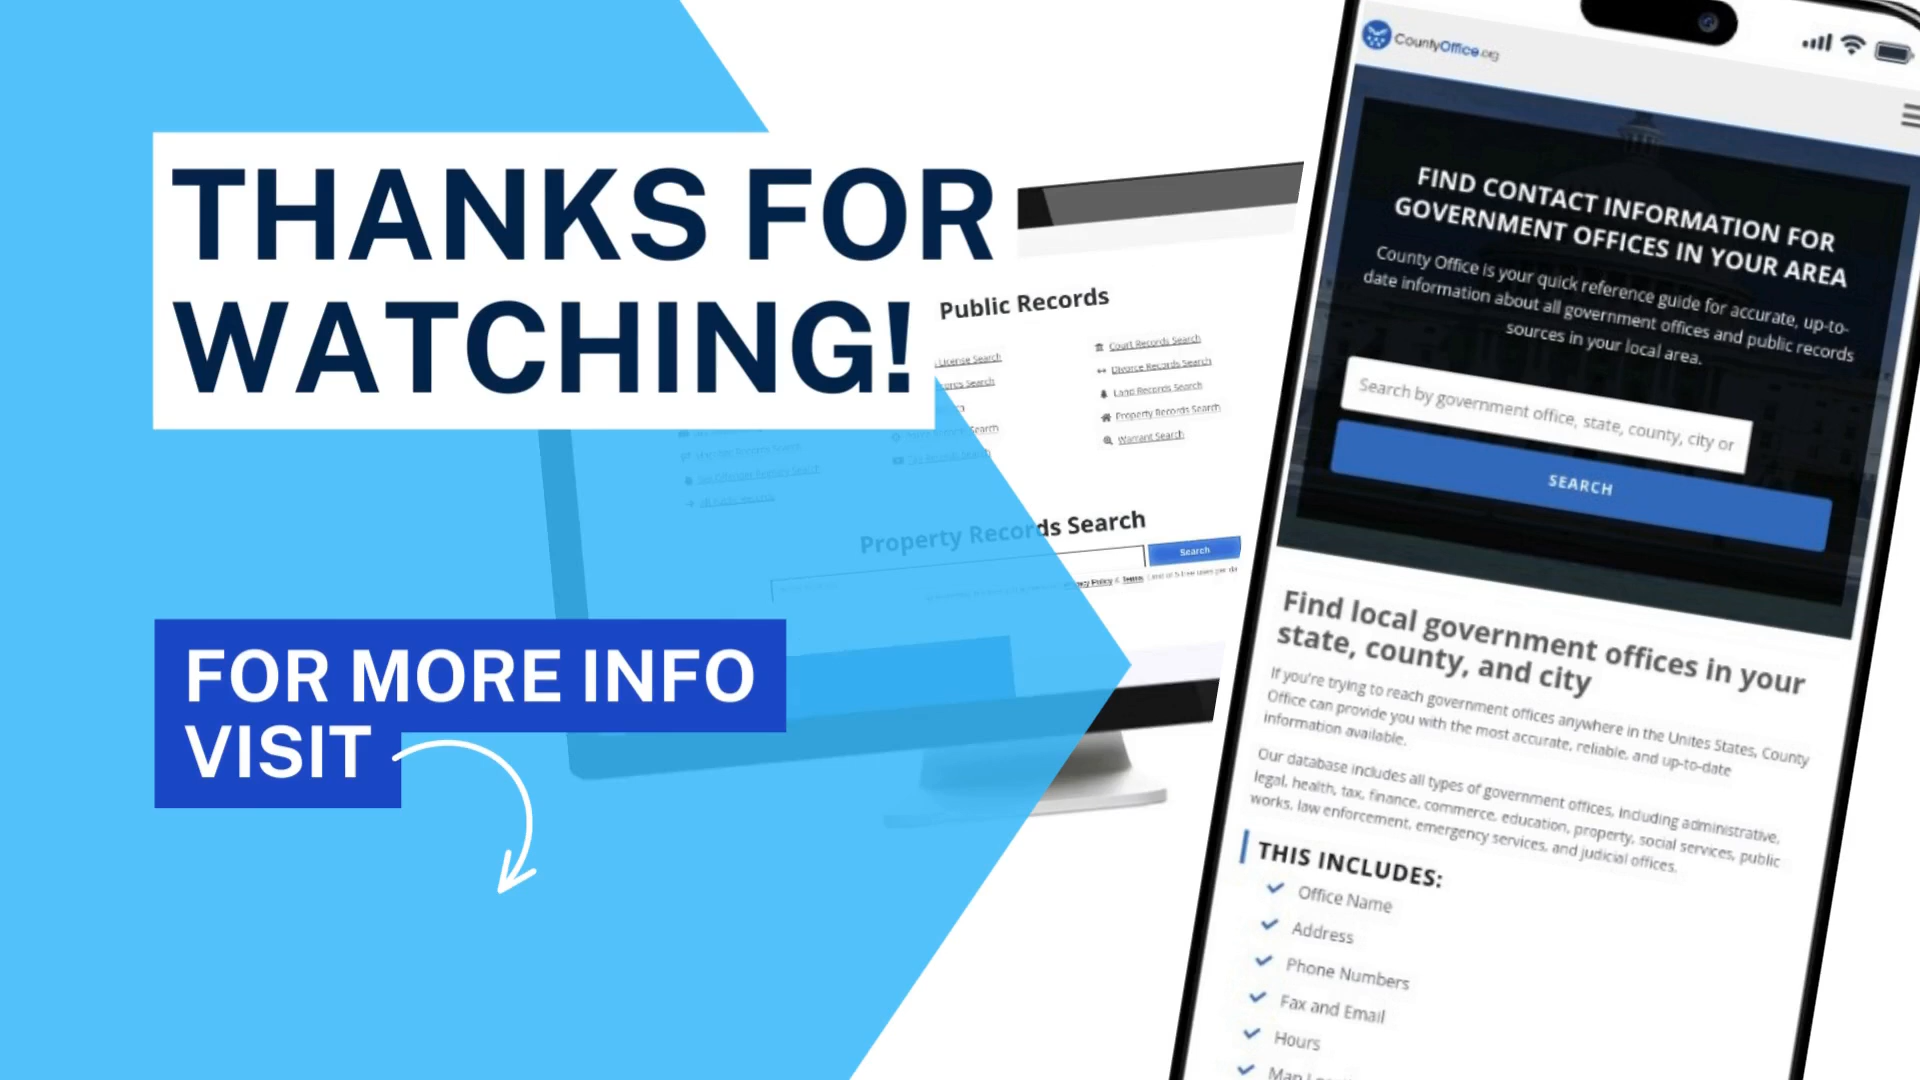 THANKS FOR
WATCHING!
FOR MORE INFO
VISIT
Public Records
License Search
Search
Search
Court Records Search
Divorce Records Search
Land Records Search
Property Records Search
Warrant Search
Property Records Search
Search
Policy & Terms
CountyOffice.org
FIND CONTACT INFORMATION FOR
GOVERNMENT OFFICES IN YOUR AREA
County Office is your quick reference guide for accurate, up-to-
date information about all government offices and public records
sources in your local area.
Search by government office, state, county, city or
SEARCH
Find local government offices in your
state, county, and city
If you're trying to reach government offices anywhere in the Unites States, County
Office can provide you with the most accurate, reliable, and up-to-date
information available.
Our database includes all types of government offices, including administrative,
legal, health, tax, finance, commerce, education, property, social services, public
works, law enforcement, emergency services, and judicial offices.
THIS INCLUDES:
Office Name
Address
Phone Numbers
Fax and Email
Hours